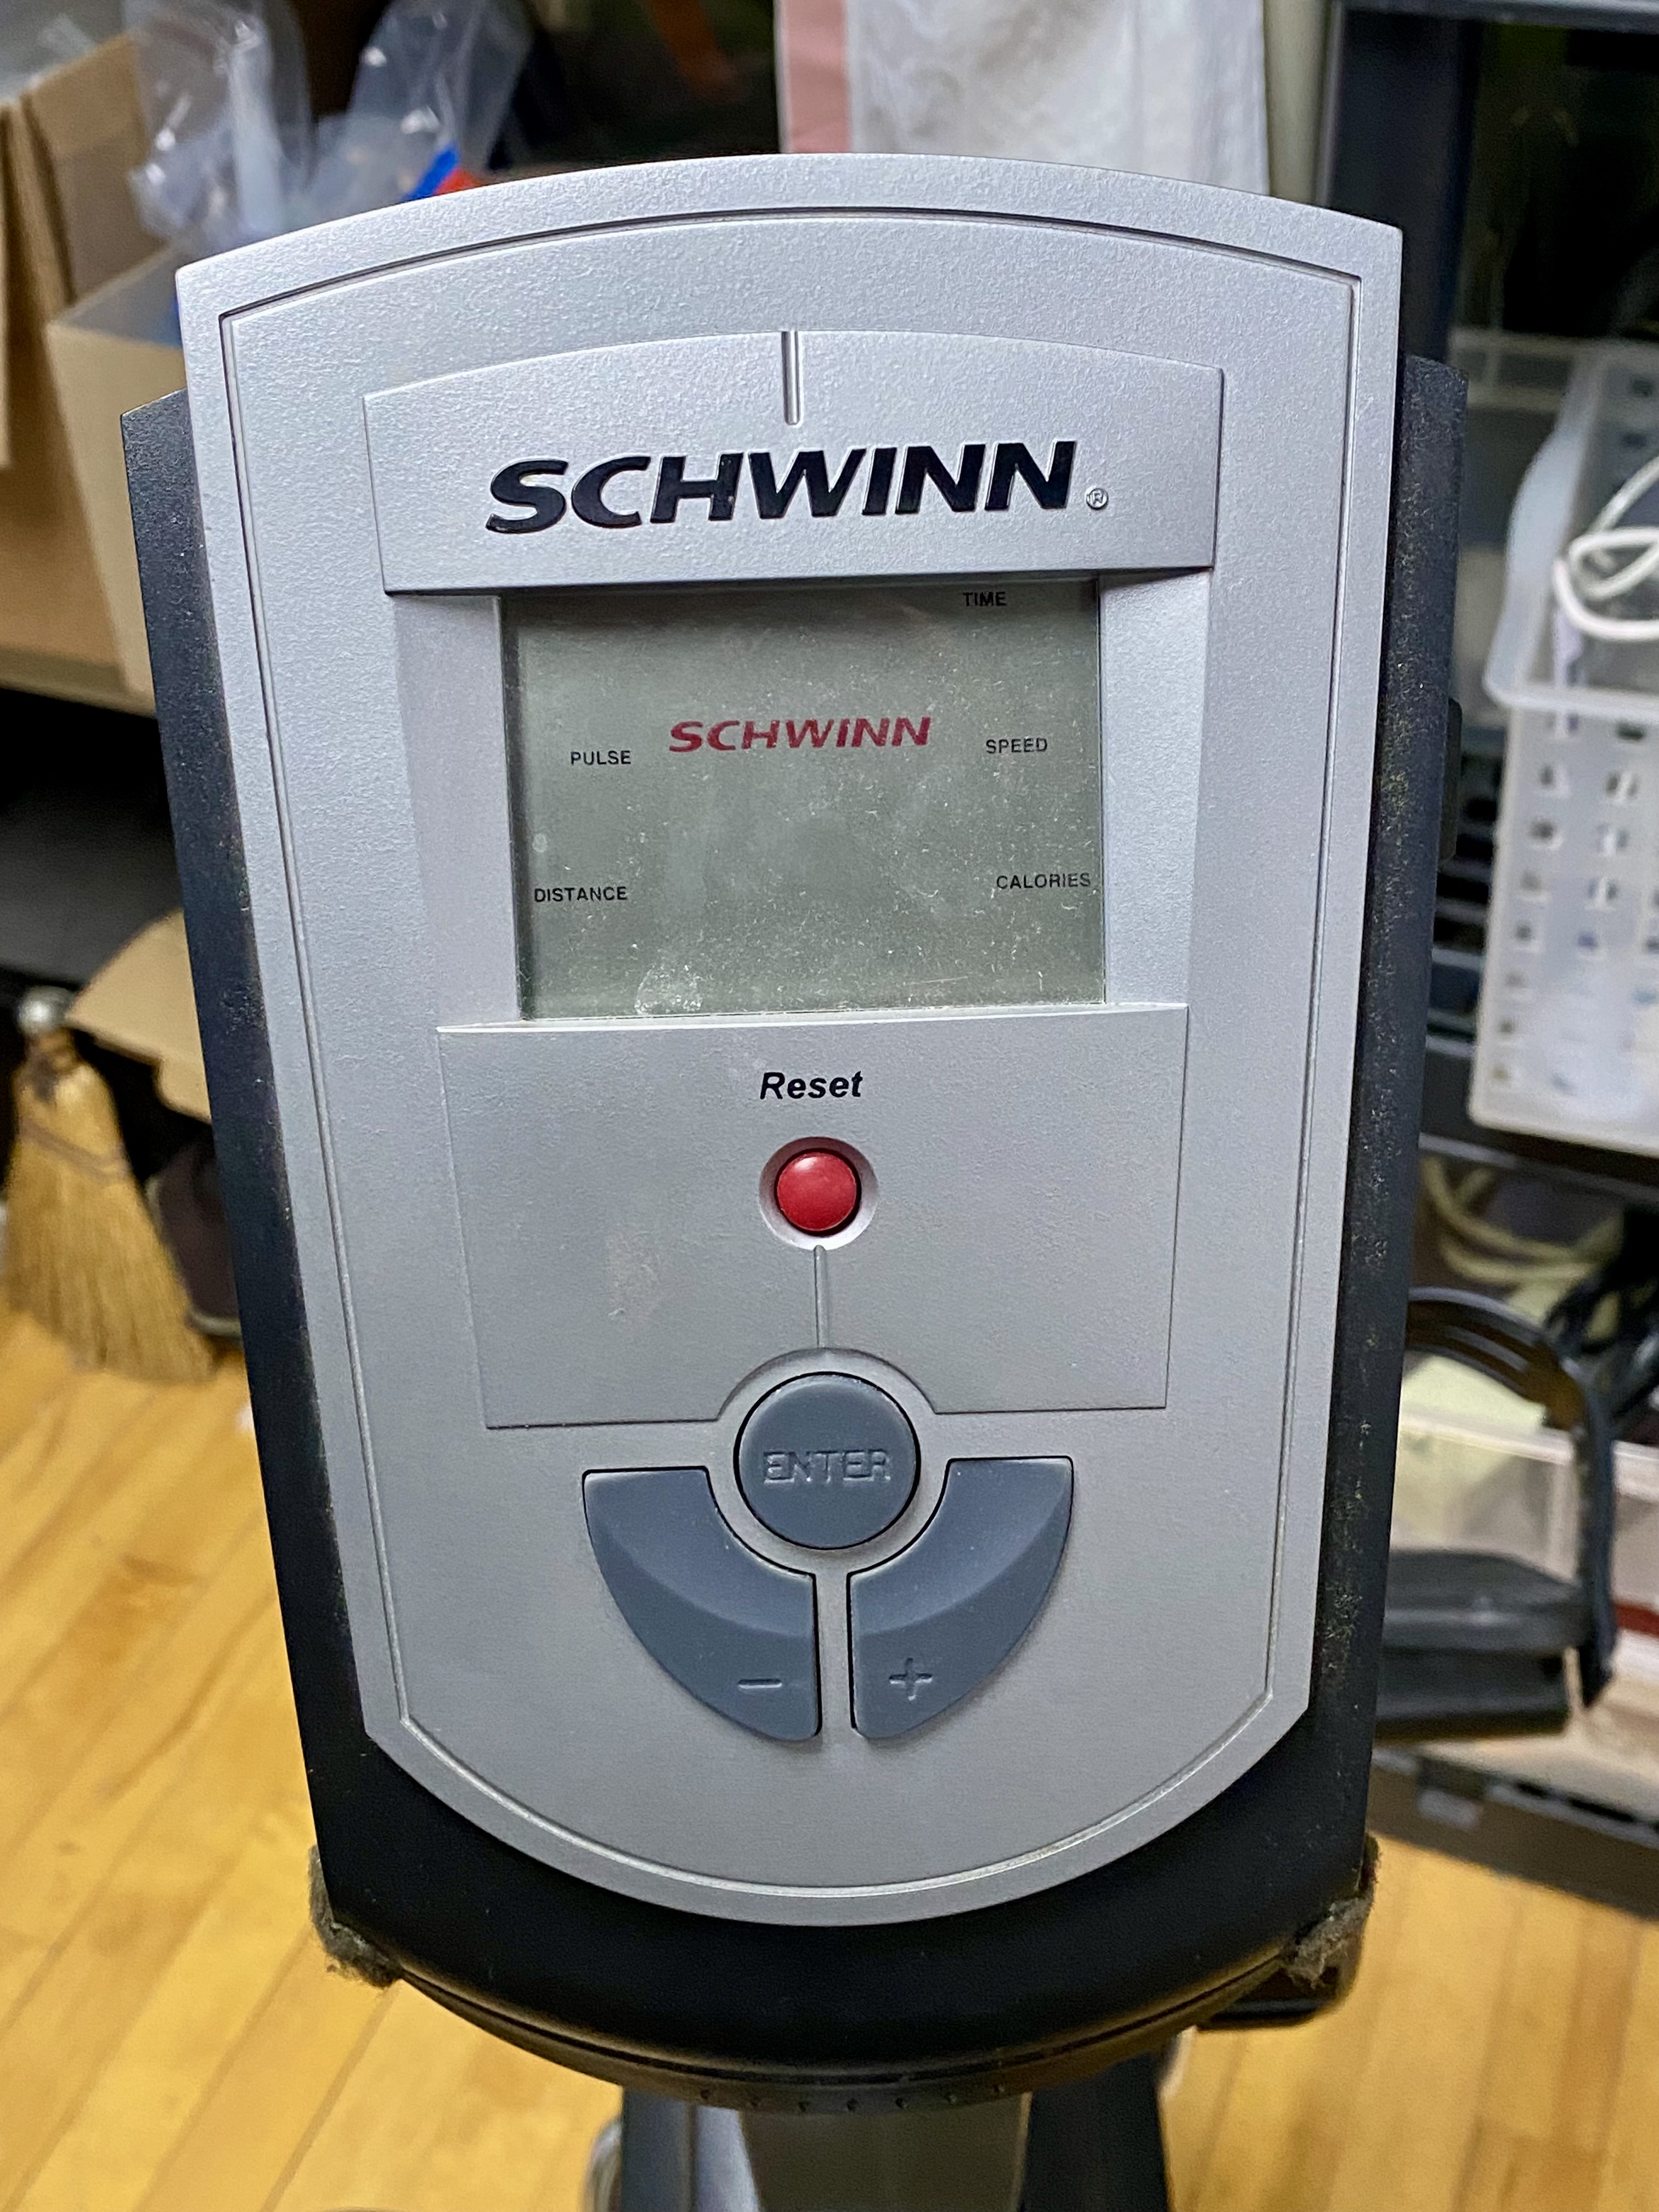 SCHWINN®
TIME
SCHWINN
PULSE
SPEED
DISTANCE
CALORIES
Reset
ENTER
- +